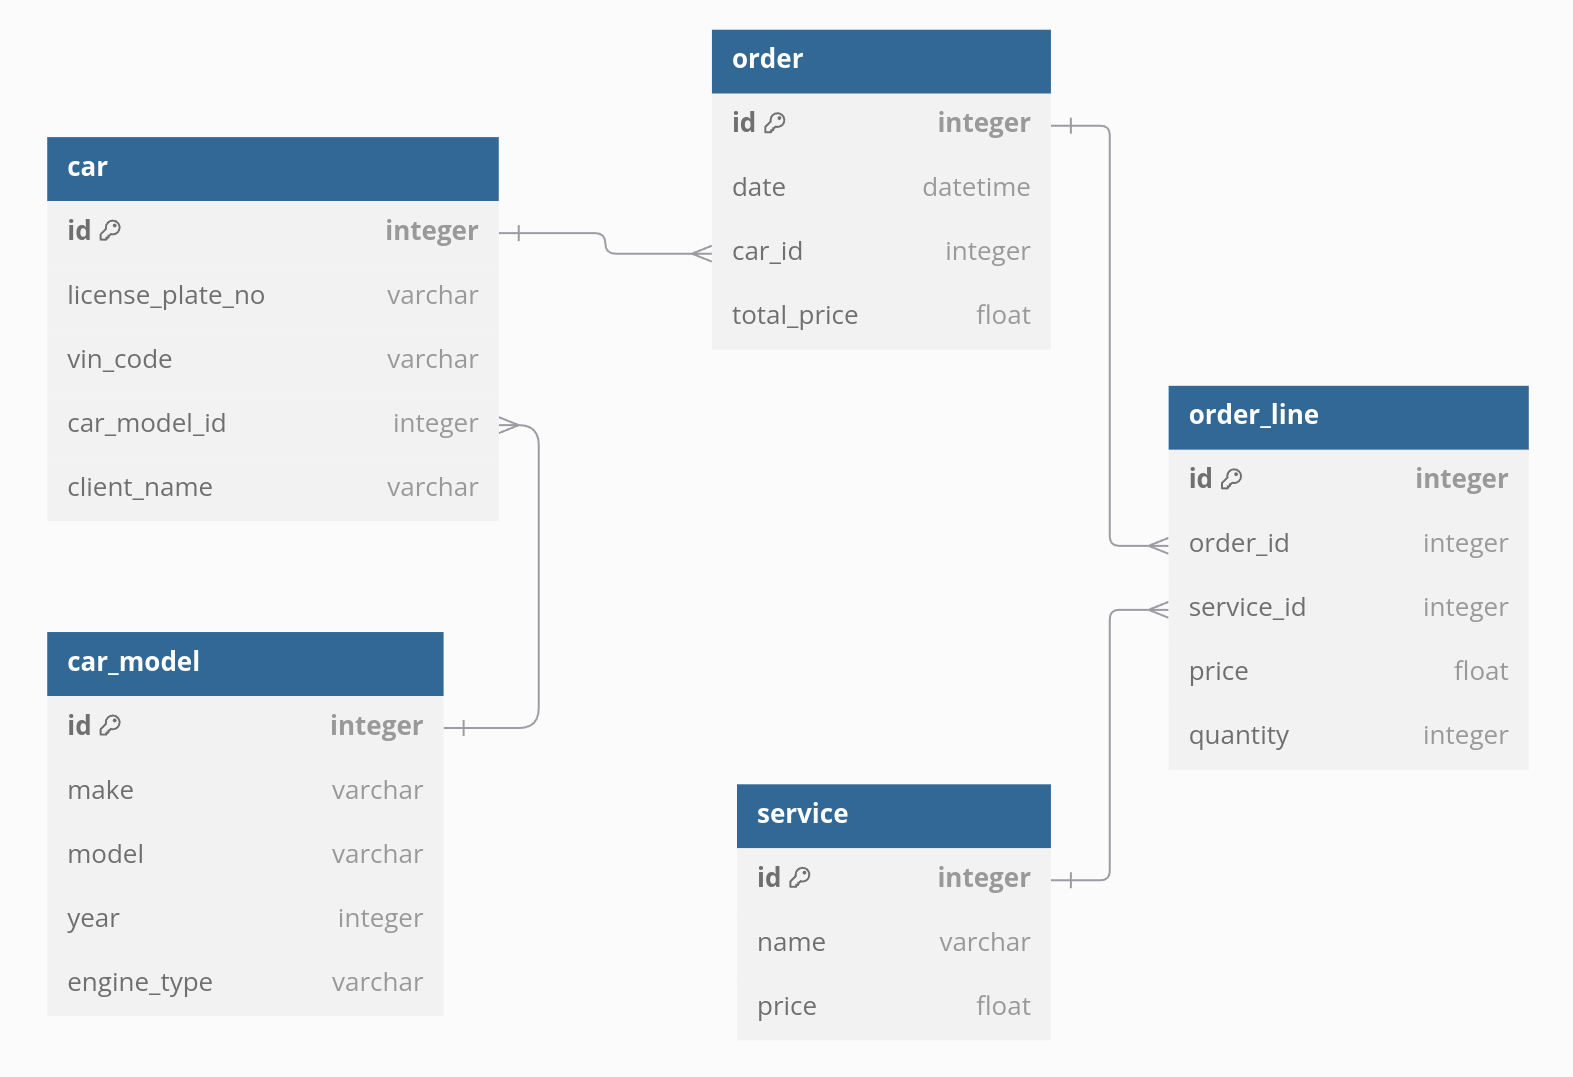 order
id integer
date datetime
car_id integer
total_price float
car
id integer
license_plate_no varchar
vin_code varchar
car_model_id integer
client_name varchar
order_line
id integer
order_id integer
service_id integer
price float
quantity integer
car_model
id integer
make varchar
model varchar
year integer
engine_type varchar
service
id integer
name varchar
price float